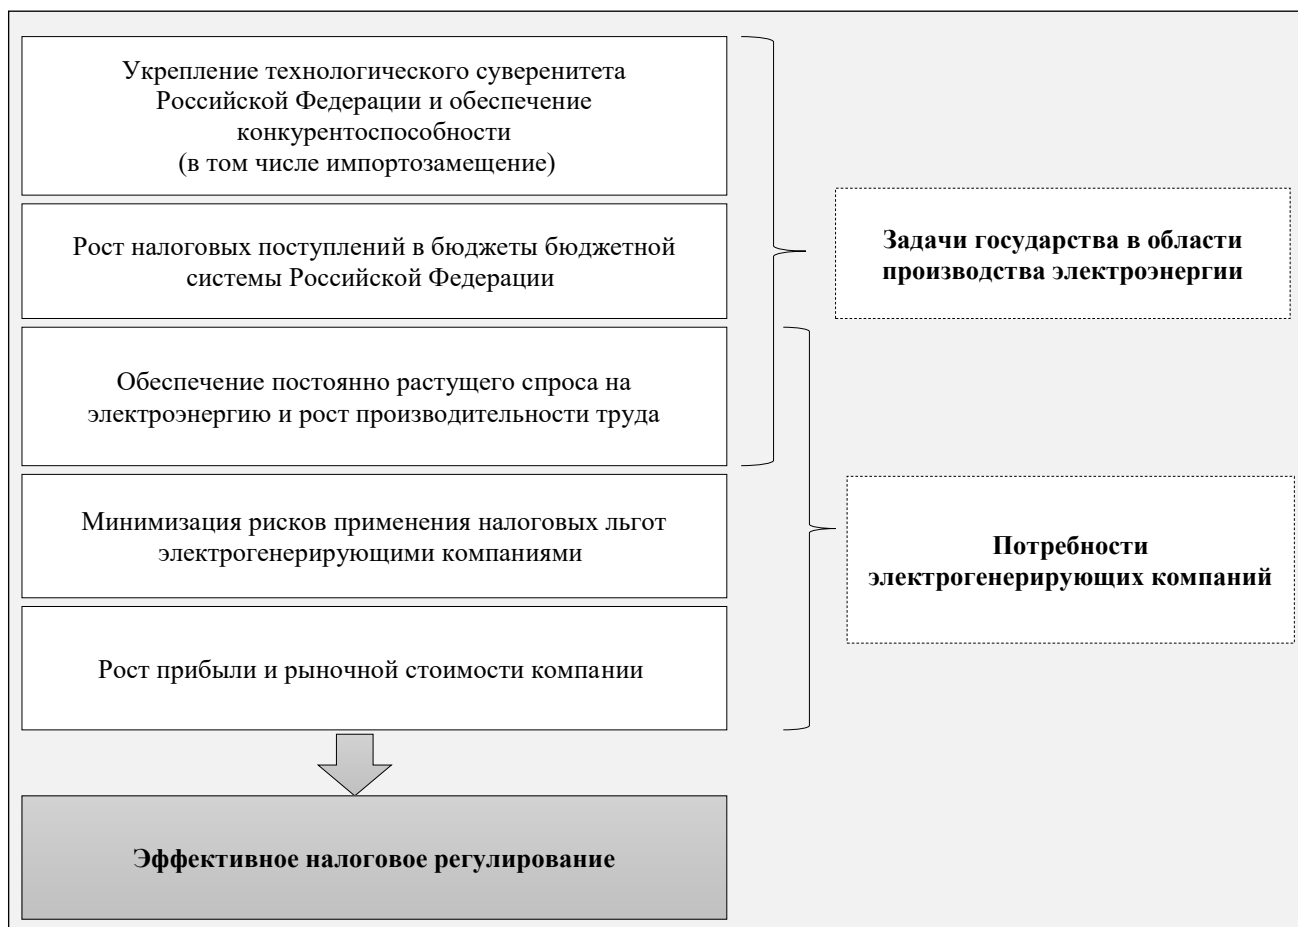 Укрепление технологического суверенитета
Российской Федерации и обеспечение
конкурентоспособности
(в том числе импортозамещение)
Рост налоговых поступлений в бюджеты бюджетной
системы Российской Федерации
Задачи государства в области
производства электроэнергии
Обеспечение постоянно растущего спроса на
электроэнергию и рост производительности труда
Минимизация рисков применения налоговых льгот
электрогенерирующими компаниями
Потребности
электрогенерирующих компаний
Рост прибыли и рыночной стоимости компании
Эффективное налоговое регулирование